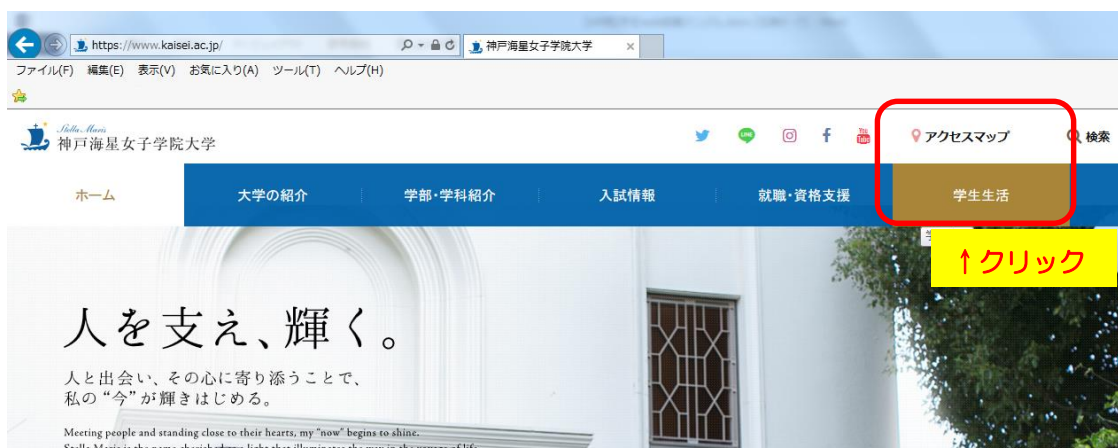 https://www.kaisei.ac.jp/
神戸海星女子学院大学
ファイル(F) 編集(E) 表示(V) お気に入り(A) ツール(T) ヘルプ(H)
Stella Maris
神戸海星女子学院大学
LINE
You Tube
アクセスマップ
検索
ホーム 大学の紹介 学部・学科紹介 入試情報 就職・資格支援 学生生活
↑クリック
人を支え、輝く。
人と出会い、その心に寄り添うことで、
私の“今”が輝きはじめる。
Meeting people and standing close to their hearts, my "now" begins to shine.